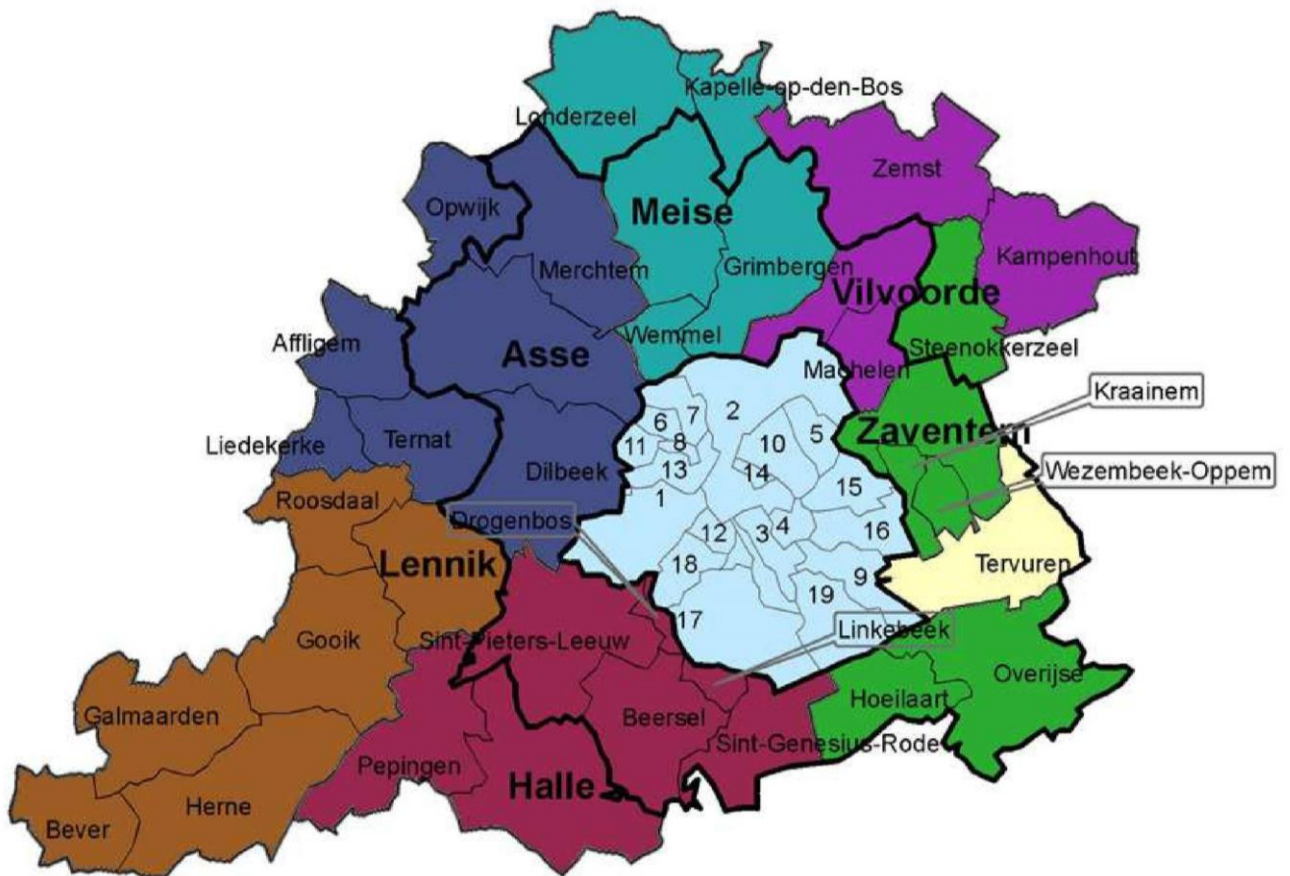 Kapelle-op-den-Bos
Londerzeel
Zemst
Opwijk
Meise
Kampenhout
Merchtem
Grimbergen
Vilvoorde
Affligem
Wemmel
Steenokkerzeel
Asse
Machelen
Kraainem
2
7
6
5
Zaventem
Liedekerke
Ternat
11
8
10
Dilbeek
13
14
Wezembeek-Oppem
15
Roosdaal
1
Drogenbos
12
3
4
16
Lennik
18
9
Tervuren
19
17
Linkebeek
Gooik
Sint-Pieters-Leeuw
Overijse
Hoeilaart
Galmaarden
Beersel
Sint-Genesius-Rode
Pepingen
Halle
Herne
Bever